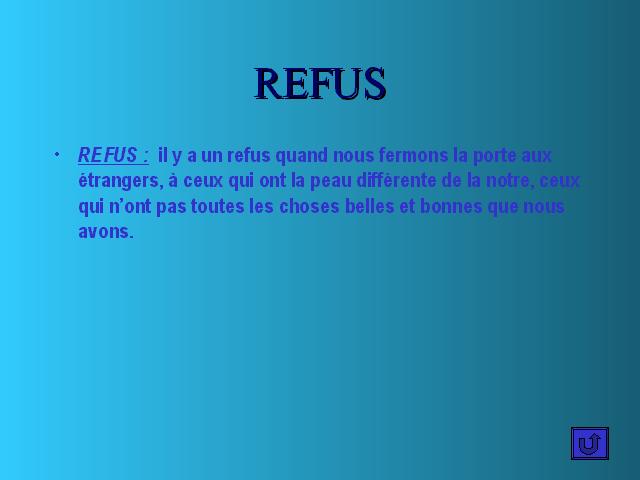 REFUS
• REFUS : il y a un refus quand nous fermons la porte aux
étrangers, à ceux qui ont la peau différente de la notre, ceux
qui n’ont pas toutes les choses belles et bonnes que nous
avons.